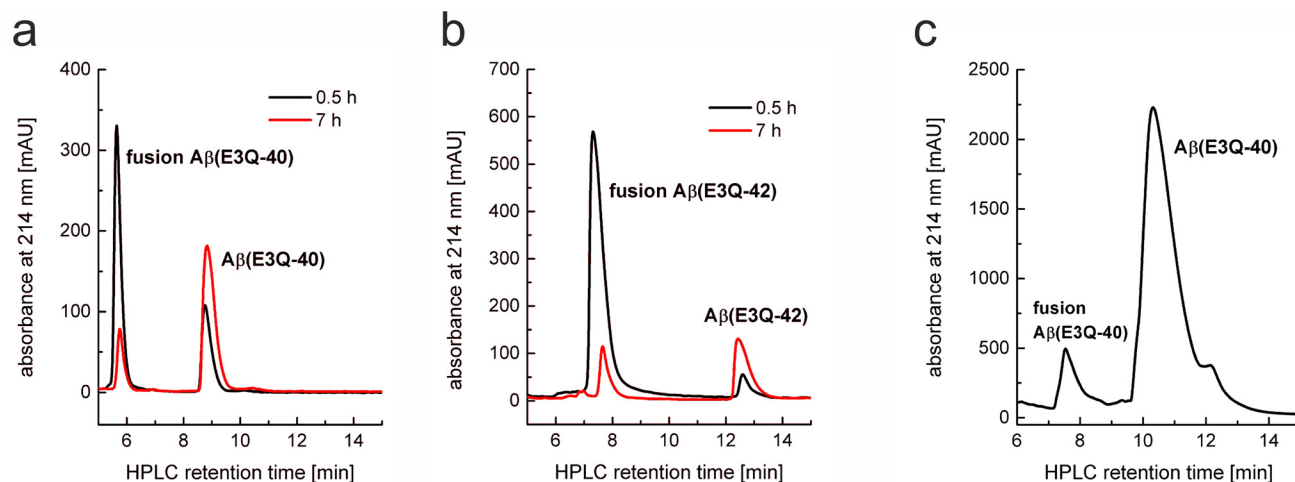 a
400
300
200
100
0
absorbance at 214 nm [mAU]
0.5 h
7 h
fusion Aβ(E3Q-40)
Aβ(E3Q-40)
6 8 10 12 14
HPLC retention time [min]
b
700
600
500
400
300
200
100
0
absorbance at 214 nm [mAU]
0.5 h
7 h
fusion Aβ(E3Q-42)
Aβ(E3Q-42)
6 8 10 12 14
HPLC retention time [min]
c
2500
2000
1500
1000
500
0
absorbance at 214 nm [mAU]
Aβ(E3Q-40)
fusion
Aβ(E3Q-40)
6 8 10 12 14
HPLC retention time [min]